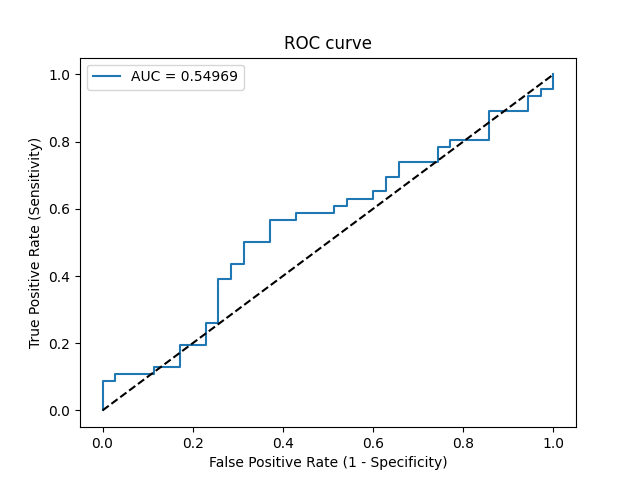 ROC curve
AUC = 0.54969
True Positive Rate (Sensitivity)
1.0
0.8
0.6
0.4
0.2
0.0
0.0 0.2 0.4 0.6 0.8 1.0
False Positive Rate (1 - Specificity)